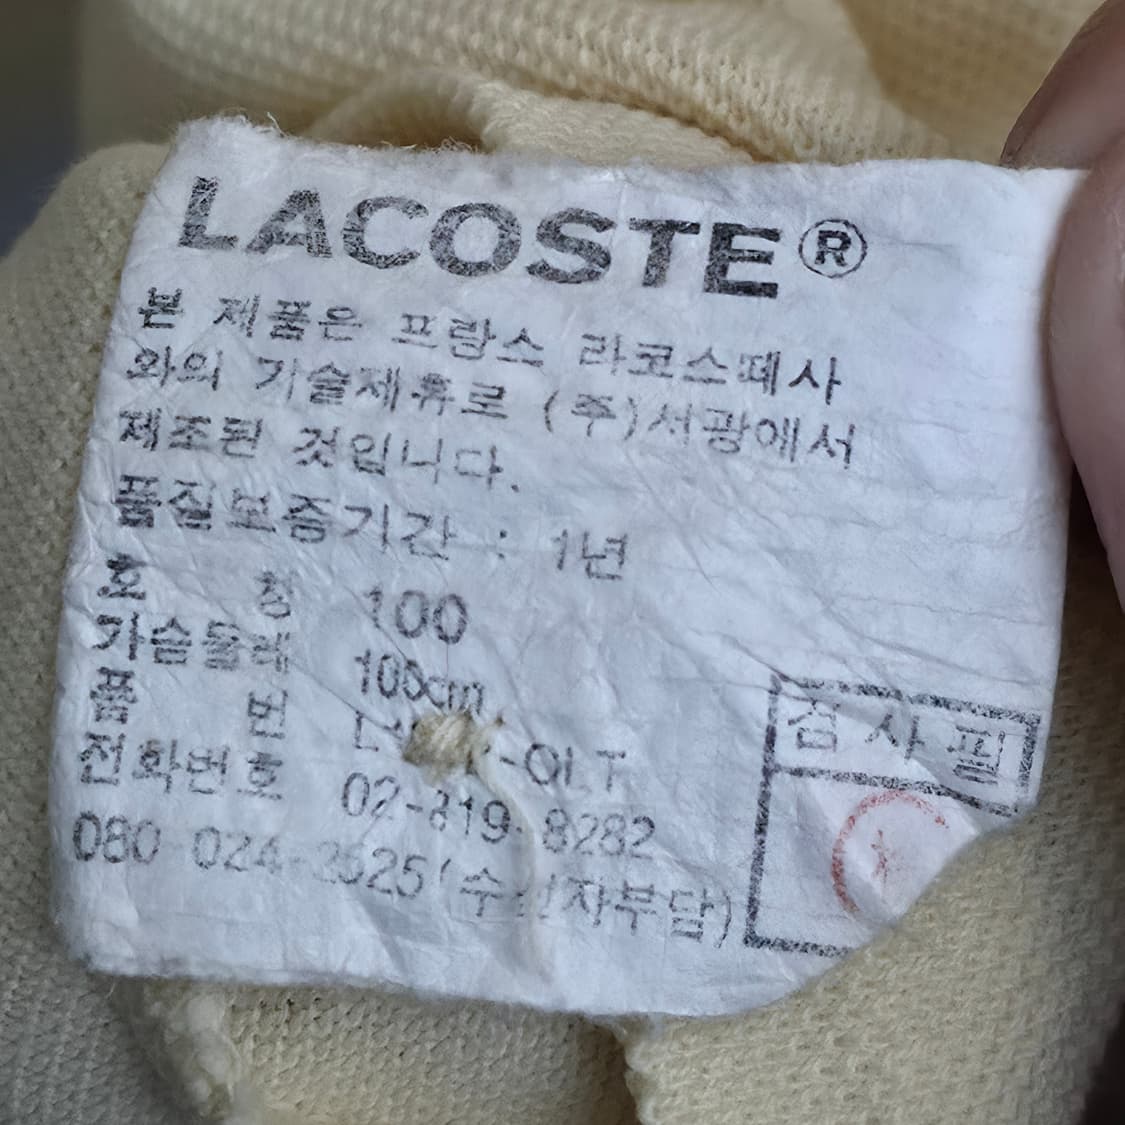 LACOSTE®
본 제품은 프랑스 라코스떼사
와의 기술제휴로 (주)서광에서
제조된 것입니다.
품질보증기간 : 1년
호 칭 100
가슴둘레 100cm
품 번 -OLT
전화번호 02-819-8282
080 024 (수신자부담)
검사필